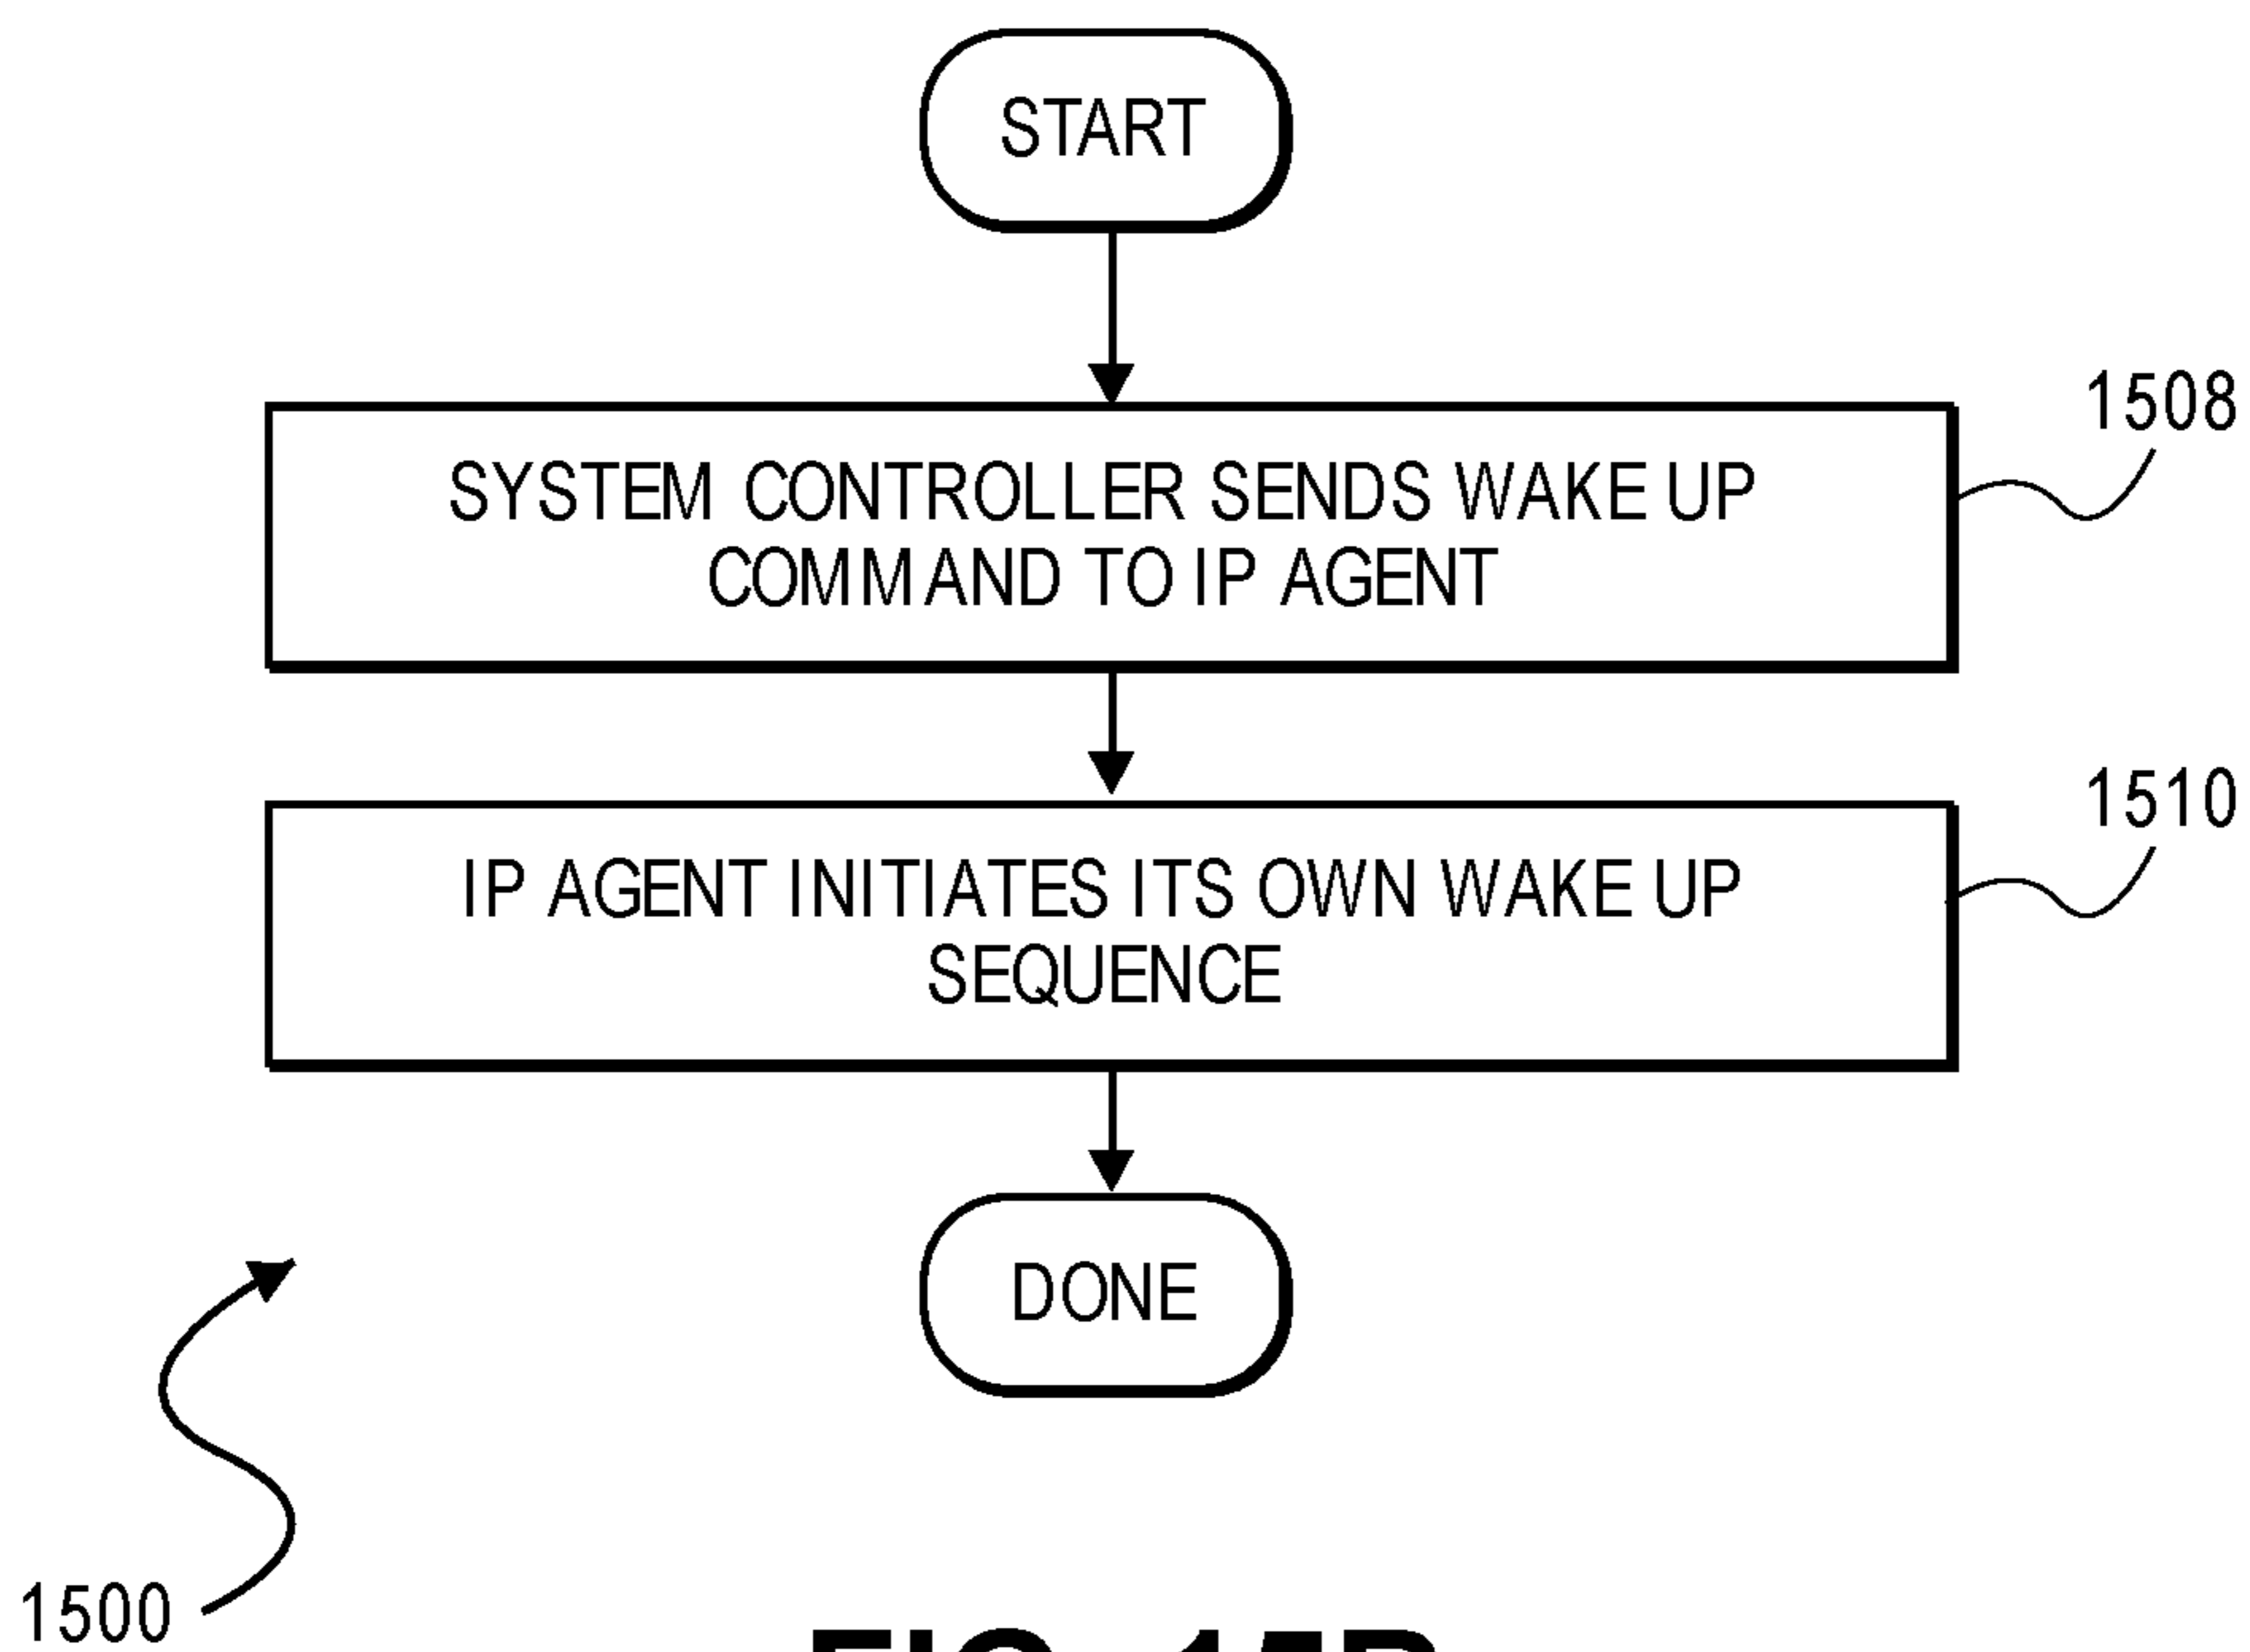 START
1508
SYSTEM CONTROLLER SENDS WAKE UP
COMMAND TO IP AGENT
1510
IP AGENT INITIATES ITS OWN WAKE UP
SEQUENCE
DONE
1500